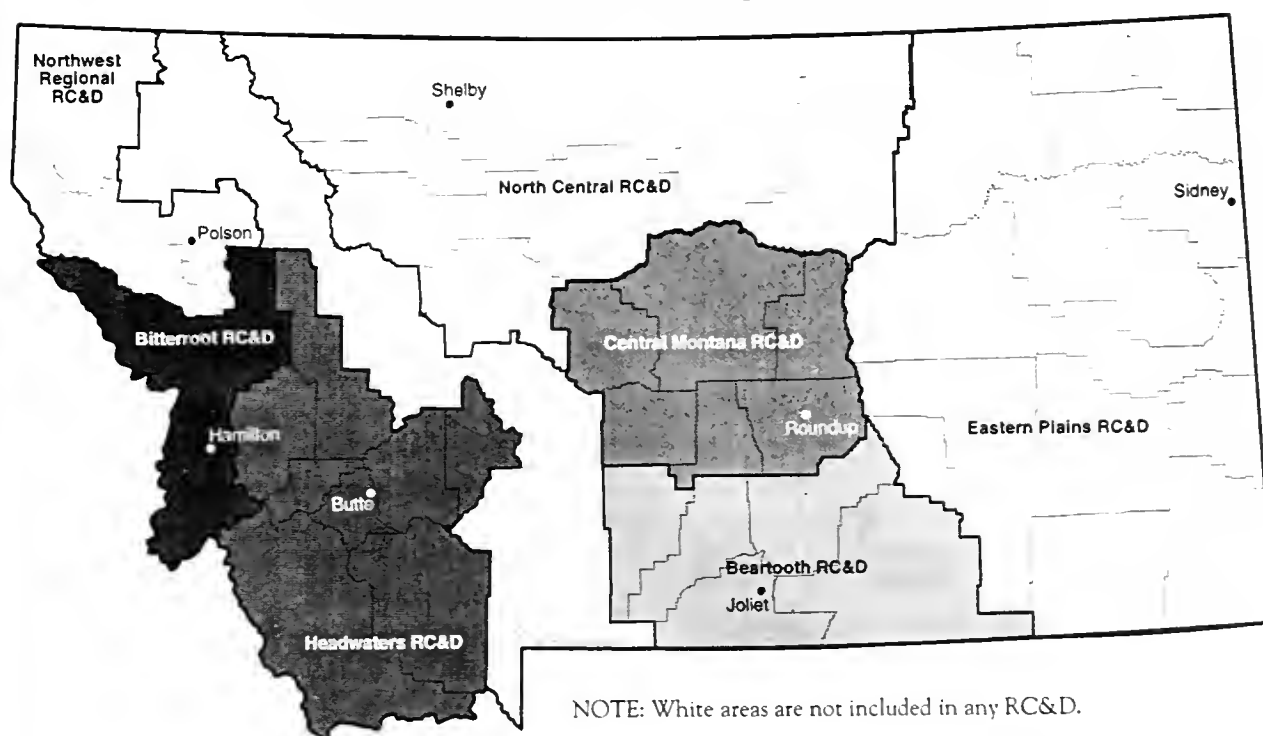 Northwest
Regional
RC&D
Shelby
North Central RC&D
Sidney
Polson
Bitterroot RC&D
Central Montana RC&D
Hamilton
Roundup
Eastern Plains RC&D
Butte
Beartooth RC&D
Joliet
Headwaters RC&D
NOTE: White areas are not included in any RC&D.